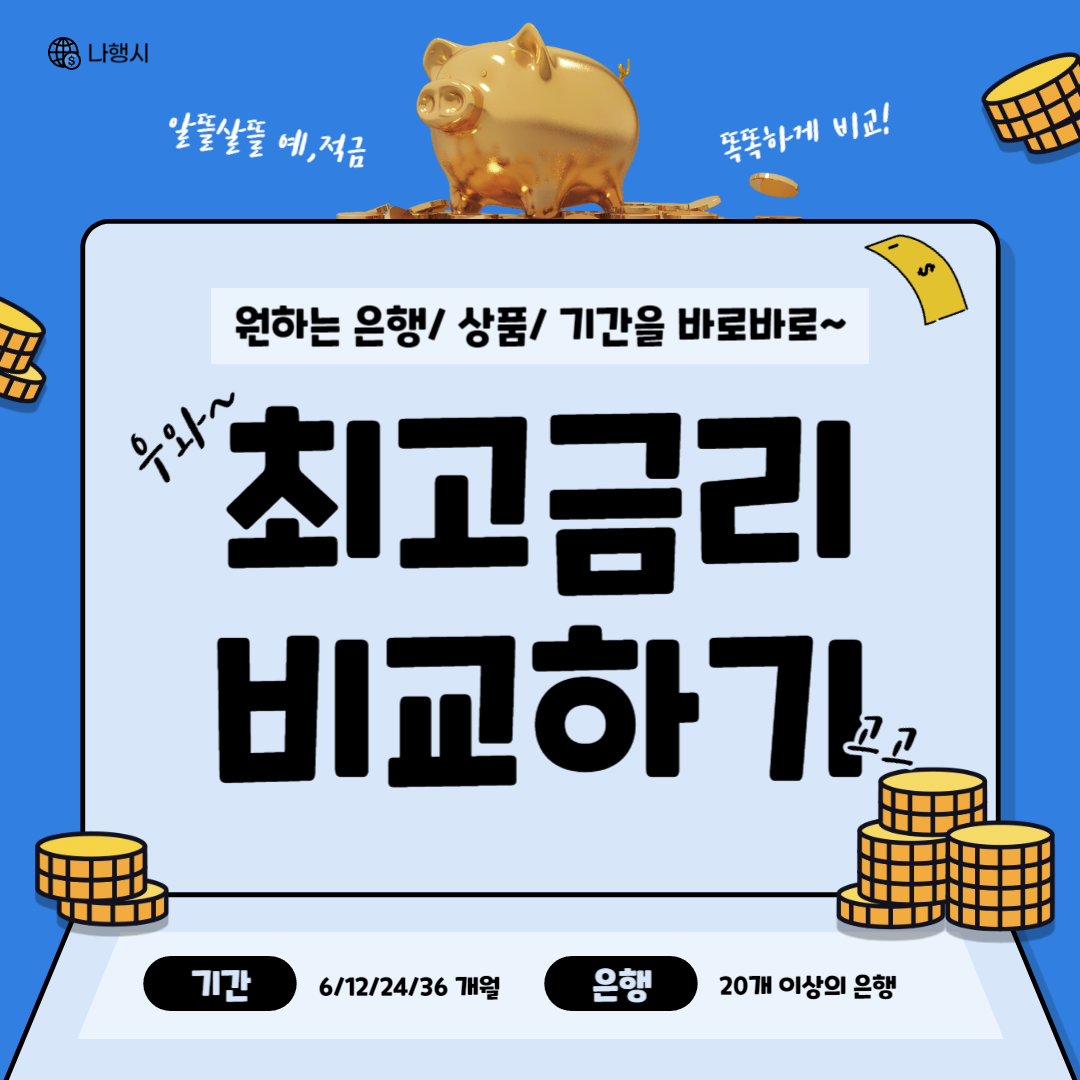 나행시
알뜰살뜰 예,적금
똑똑하게 비교!
원하는 은행/ 상품/ 기간을 바로바로~
우와~
최고금리
비교하기
고고
기간 6/12/24/36 개월 은행 20개 이상의 은행